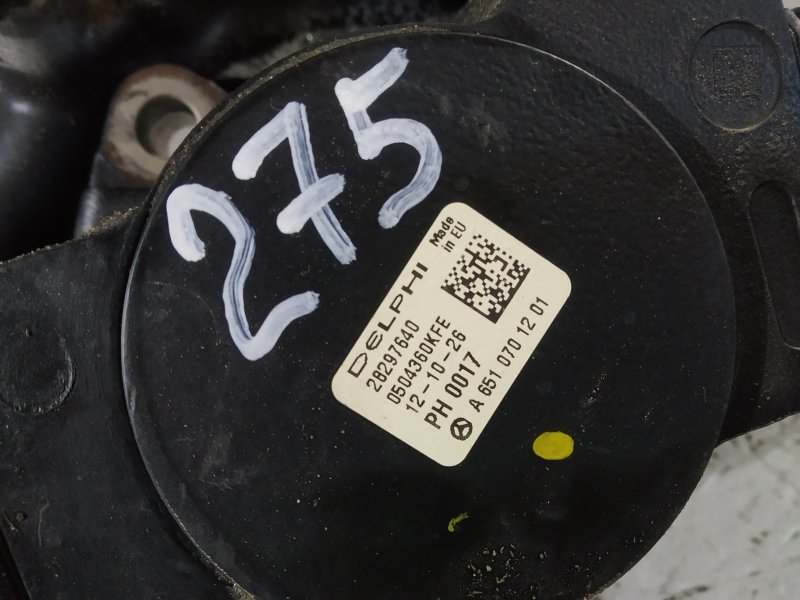 275
Made
in EU
DELPHI
28297640
0504360KFE
12-10-26
PH 0017
A 651 070 12 01